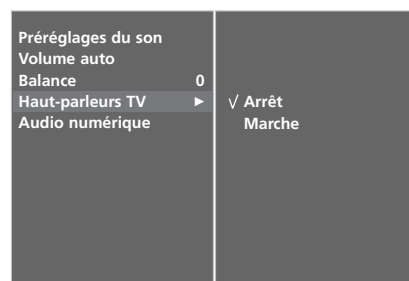 Préréglages du son
Volume auto
Balance 0
Haut-parleurs TV ▶
Audio numérique
√ Arrêt
Marche